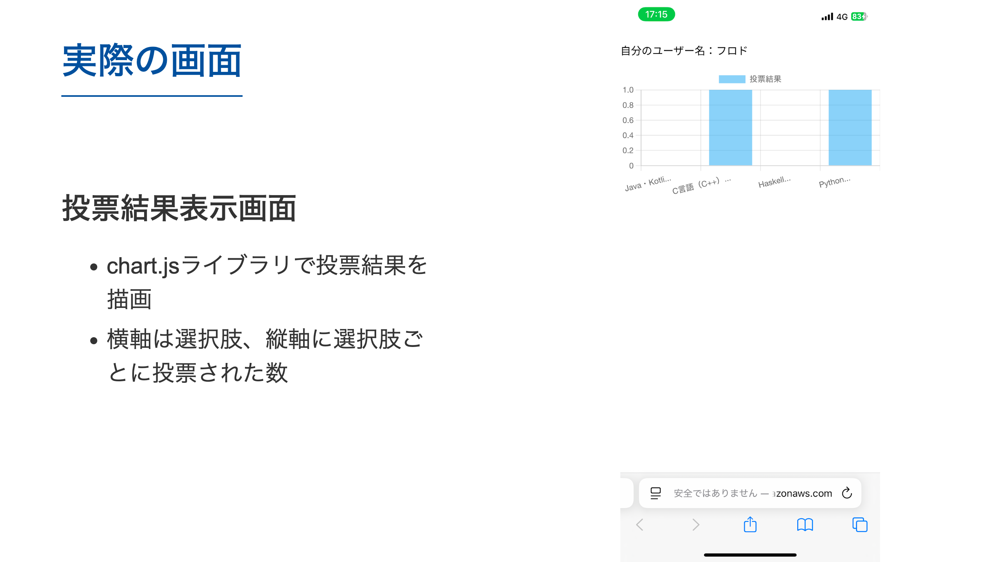 実際の画面
投票結果表示画面
• chart.jsライブラリで投票結果を
描画
• 横軸は選択肢、縦軸に選択肢ご
とに投票された数
17:15
4G 83
自分のユーザー名：フロド
投票結果
1.0
0.8
0.6
0.4
0.2
0
Java・Kotli...
C言語（C++）...
Haskell...
Python...
安全ではありません — azonaws.com